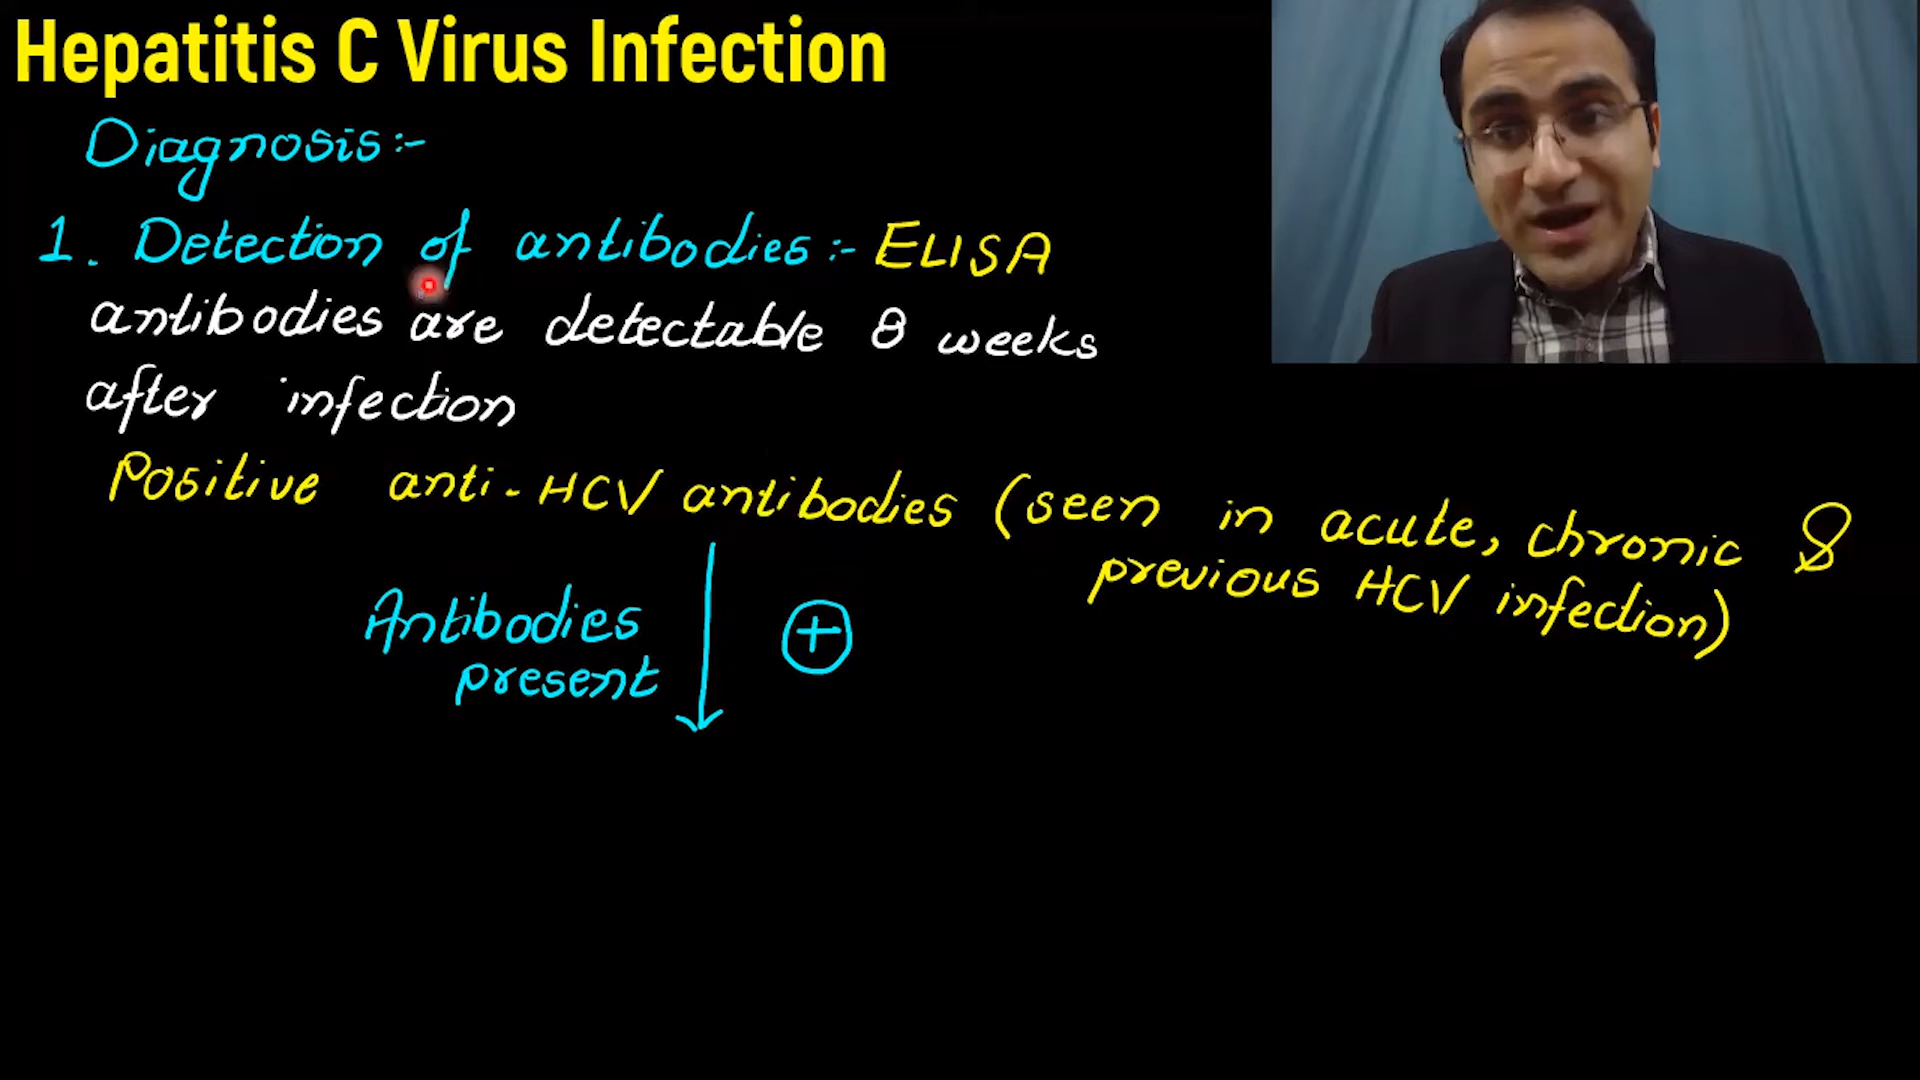 Hepatitis C Virus Infection
Diagnosis:-
1. Detection of antibodies:- ELISA
antibodies are detectable 8 weeks
after infection
Positive anti-HCV antibodies (seen in acute, chronic &
previous HCV infection)
Antibodies
present
+